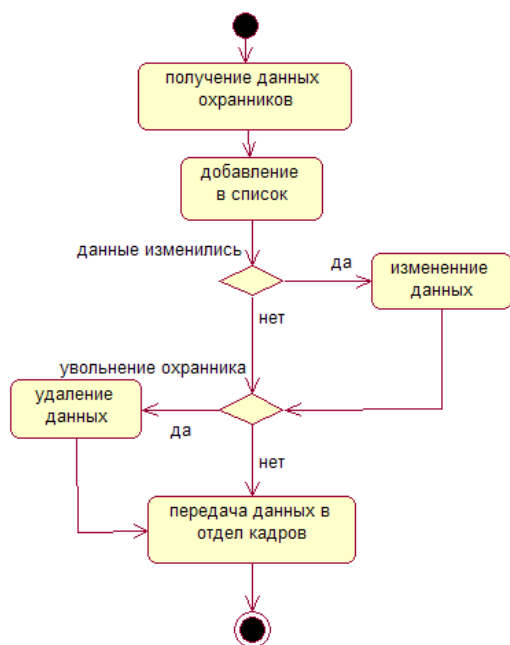 получение данных
охранников
добавление
в список
данные изменились
да
измененние
данных
нет
увольнение охранника
удаление
данных
да
нет
передача данных в
отдел кадров